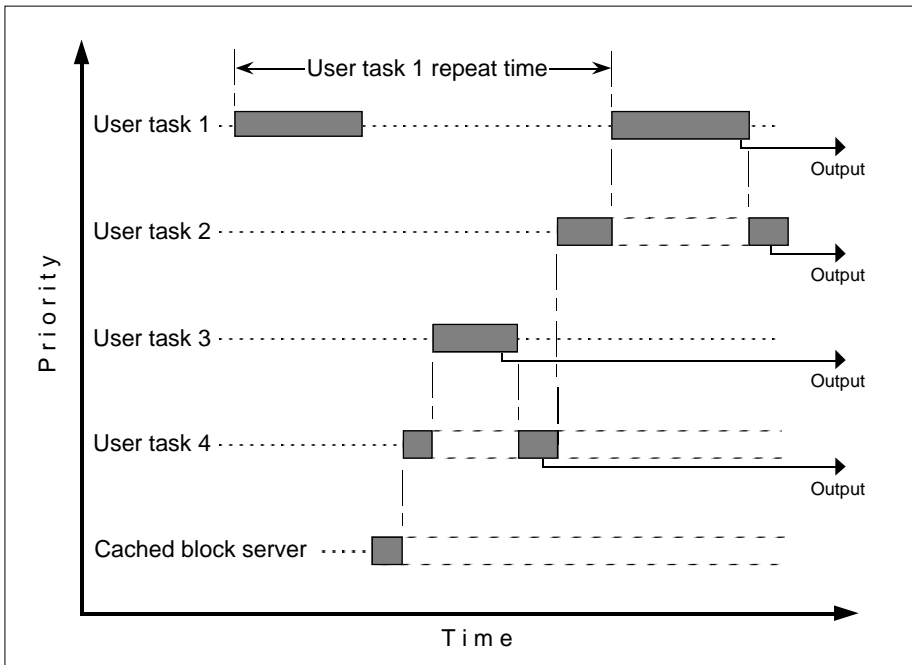 User task 1 repeat time
User task 1
Output
User task 2
Output
Priority
User task 3
Output
User task 4
Output
Cached block server
Time